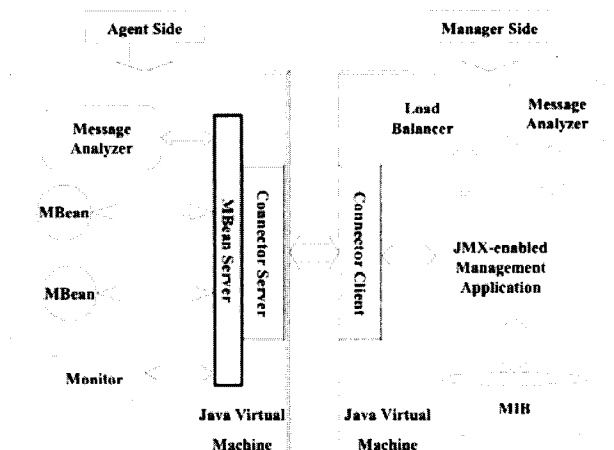 Agent Side
Manager Side
Message
Analyzer
Load
Balancer
Message
Analyzer
MBean
MBean
Monitor
MBean Server
Connector Server
Connector Client
JMX-enabled
Management
Application
MIB
Java Virtual
Machine
Java Virtual
Machine